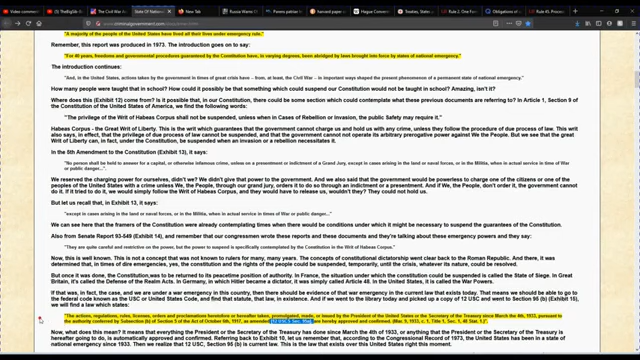 The Civil War A
State Of Nation
New Tab
Russia Warns
Parens patriae
Harvard paper
Hague Conven
Treaties, States
Rule 2. One For
Obligations of
Rule #1. Prison
www.criminalgovernment.com
"A majority of the people of the United States have lived all their lives under emergency rule."
Remember, this report was produced in 1973. The introduction goes on to say:
"For 40 years, freedoms and governmental procedures guaranteed by the Constitution have, in varying degrees, been abridged by laws brought into force by states of national emergency."
The introduction continues:
"And, in the United States, actions taken by the government in times of great crisis have - from, at least, the Civil War - in important ways shaped the present phenomenon of a permanent state of national emergency."
How many people were taught that in school? How could it possibly be that something which could suspend our Constitution would not be taught in school? Amazing, isn't it?
Where does this (Exhibit 12) come from? Is it possible that, in our Constitution, there could be some section which could contemplate what these previous documents are referring to? In Article 1, Section 9 of
the Constitution of the United States of America, we find the following words:
"The privilege of the Writ of Habeas Corpus shall not be suspended, unless when in Cases of Rebellion or Invasion, the public Safety may require it."
Habeas Corpus - the Great Writ of Liberty. This is the writ which guarantees that the government cannot charge us and hold us with any crime, unless they follow the procedure of due process of law. This writ
also says, in effect, that the privilege of due process of law cannot be suspended, and that the government cannot not operate its arbitrary prerogative power against We the People. But we see that the great
Writ of Liberty can, in fact, under the Constitution, be suspended when an invasion or a rebellion necessitates it.
In the 5th Amendment to the Constitution (Exhibit 13), it says:
"No person shall be held to answer for a capital, or otherwise infamous crime, unless on a presentment or indictment of a Grand Jury, except in cases arising in the land or naval forces, or in the Militia, when in actual service in time of War
or public danger..."
We reserved the charging power for ourselves, didn't we? We didn't give that power to the government. And we also said that the government would be powerless to charge one of the citizens or one of the
peoples of the United States with a crime unless We, the People, through our grand jury, orders it to do so through an indictment or a presentment. And if We, the People, don't order it, the government cannot
do it. If it tried to do it, we would simply follow the Writ of Habeas Corpus, and they would have to release us, wouldn't they? They could not hold us.
But let us recall that, in Exhibit 13, it says:
"except in cases arising in the land or naval forces, or in the Militia, when in actual service in time of War or public danger..."
We can see here that the framers of the Constitution were already contemplating times when there would be conditions under which it might be necessary to suspend the guarantees of the Constitution.
Also from Senate Report 93-549 (Exhibit 14), and remember that our congressmen wrote these reports and these documents and they're talking about these emergency powers and they say:
"They are quite careful and restrictive on the power, but the power to suspend is specifically contemplated by the Constitution in the Writ of Habeas Corpus."
Now, this is well known. This is not a concept that was not known to rulers for many, many years. The concepts of constitutional dictatorship went clear back to the Roman Republic. And there, it was
determined that, in times of dire emergencies, yes, the constitution and the rights of the people could be suspended, temporarily, until the crisis, whatever its nature, could be resolved.
But once it was done, the Constitution was to be returned to its peacetime position of authority. In France, the situation under which the constitution could be suspended is called the State of Siege. In Great
Britain, it's called the Defense of the Realm Acts. In Germany, in which Hitler became a dictator, it was simply called Article 48. In the United States, it is called the War Powers.
If that was, in fact, the case, and we are under a war emergency in this country, then there should be evidence of that war emergency in the current law that exists today. That means we should be able to go
to the federal code known as the USC or United States Code, and find that statute, that law, in existence. And if we went to the library today and picked up a copy of 12 USC and went to Section 95 (b) (Exhibit 15),
we will find a law which states:
"The actions, regulations, rules, licenses, orders and proclamations heretofore or hereafter taken, promulgated, made, or issued by the President of the United States or the Secretary of the Treasury since March the 4th, 1933,
pursuant to the authority conferred by Subsection (b) of Section 5 of the Act of October 6th, 1917, as amended [12 USCS Sec. 95a], are hereby approved and confirmed. (Mar. 9, 1933, c. 1, Title 1, Sec. 1, 48 Stat. 1.)".
Now, what does this mean? It means that everything the President or the Secretary of the Treasury has done since March the 4th of 1933, or anything that the President or the Secretary of the Treasury is
hereafter going to do, is automatically approved and confirmed. Referring back to Exhibit 10, let us remember that, according to the Congressional Record of 1973, the United States has been in a state of
national emergency since 1933. Then we realize that 12 USC, Section 95 (b) is current law. This is the law that exists over this United States right this moment.